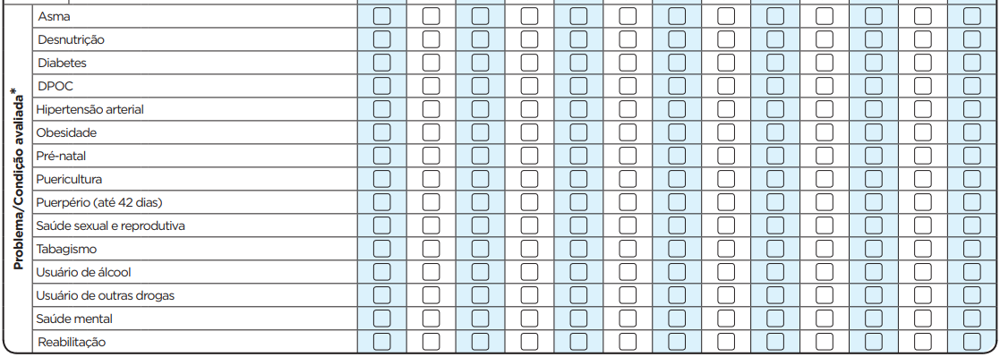 Problema/Condição avaliada*
Asma
Desnutrição
Diabetes
DPOC
Hipertensão arterial
Obesidade
Pré-natal
Puericultura
Puerpério (até 42 dias)
Saúde sexual e reprodutiva
Tabagismo
Usuário de álcool
Usuário de outras drogas
Saúde mental
Reabilitação